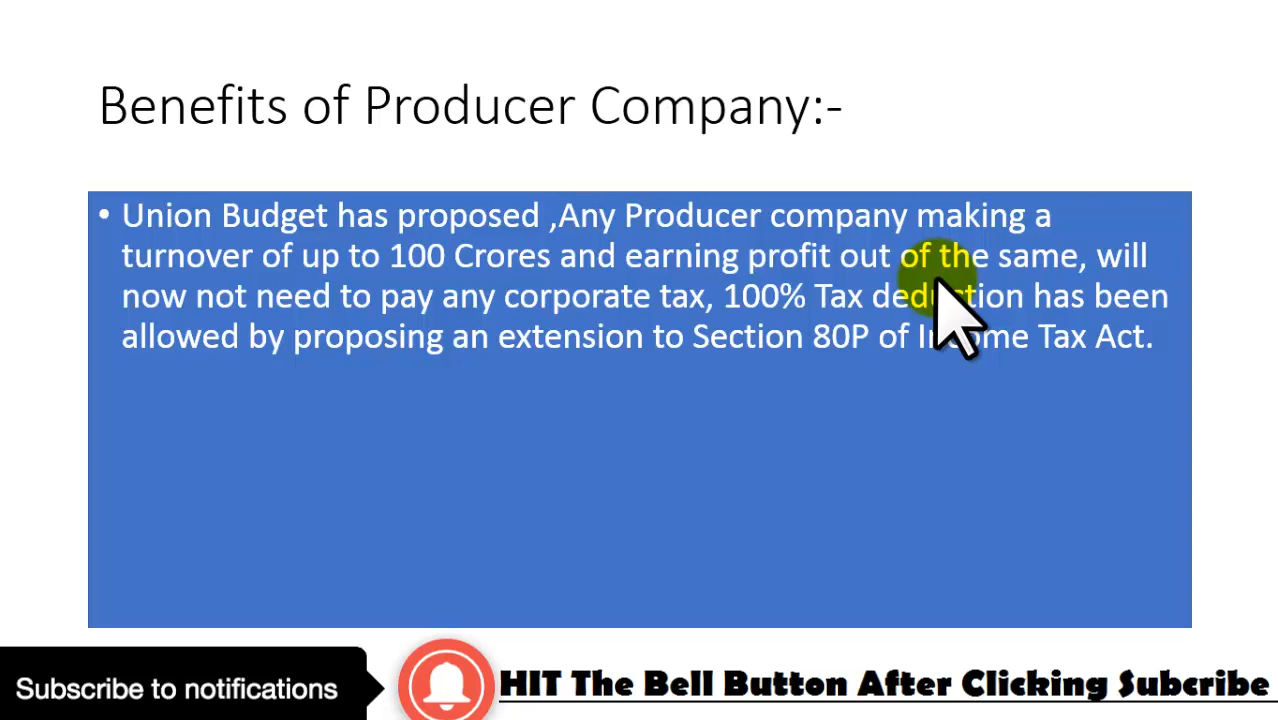 Benefits of Producer Company:-
• Union Budget has proposed ,Any Producer company making a
turnover of up to 100 Crores and earning profit out of the same, will
now not need to pay any corporate tax, 100% Tax deduction has been
allowed by proposing an extension to Section 80P of Income Tax Act.
Subscribe to notifications
HIT The Bell Button After Clicking Subcribe